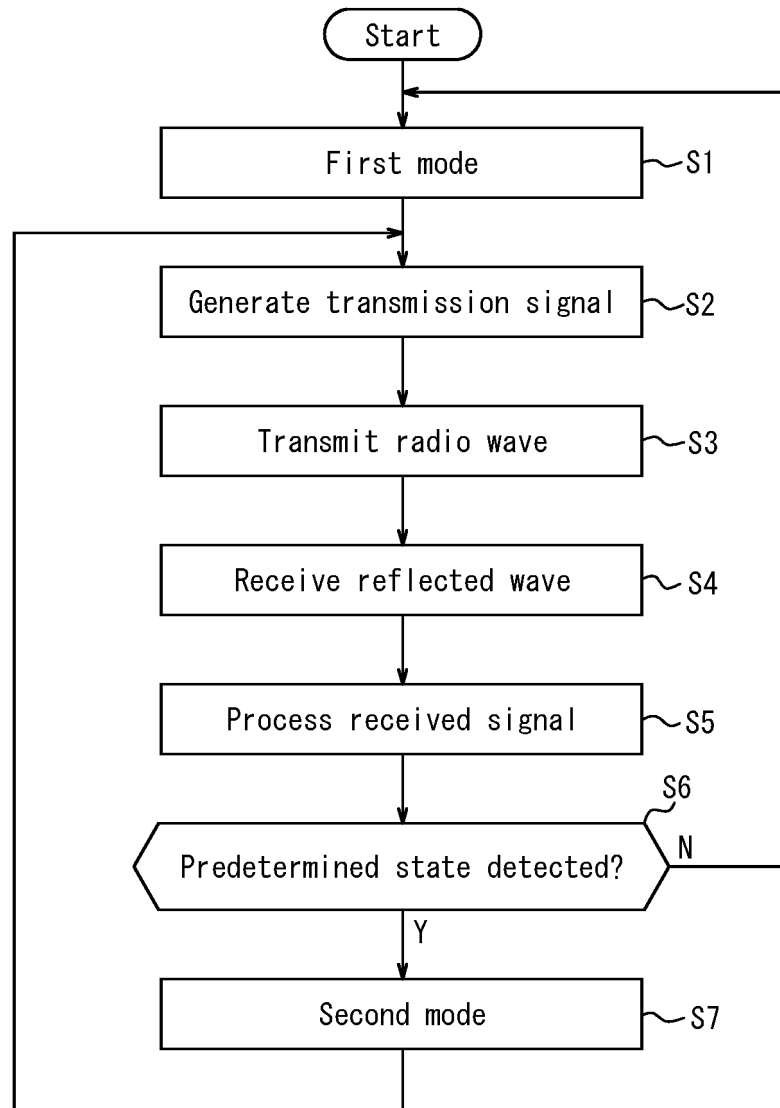 Start
First mode
S1
Generate transmission signal
S2
Transmit radio wave
S3
Receive reflected wave
S4
Process received signal
S5
S6
Predetermined state detected?
N
Y
Second mode
S7